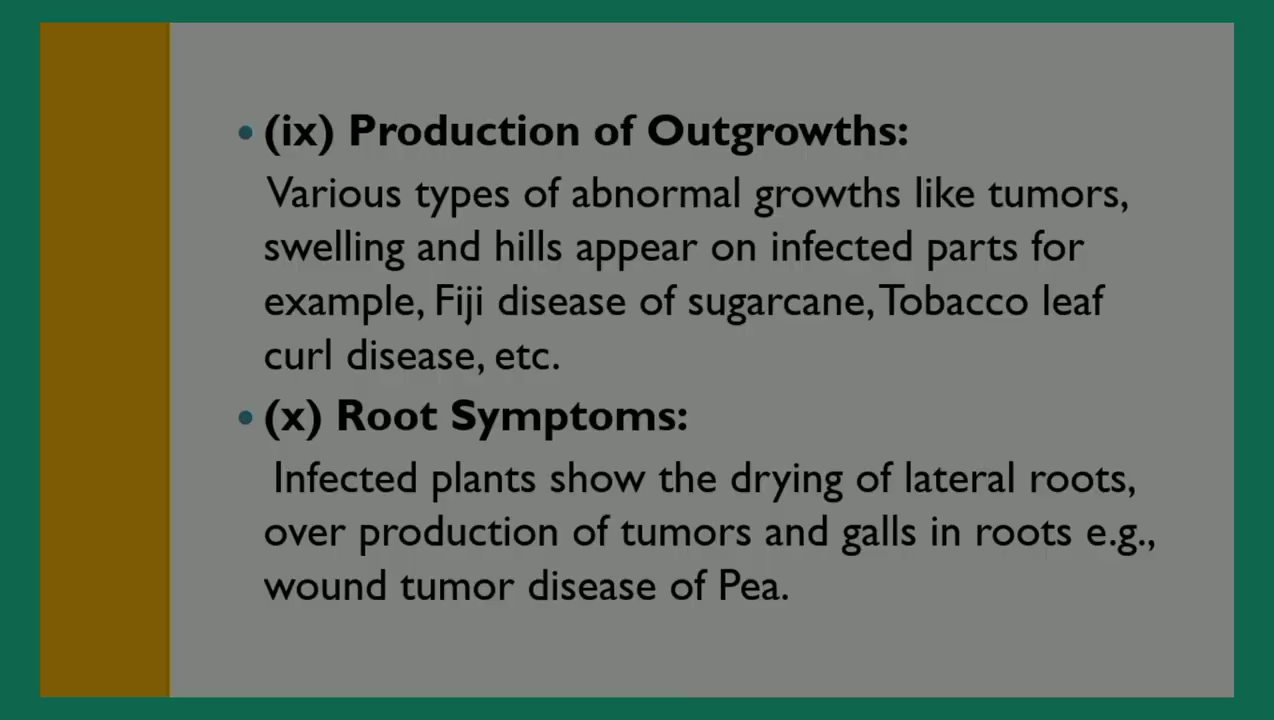 • (ix) Production of Outgrowths:
Various types of abnormal growths like tumors,
swelling and hills appear on infected parts for
example, Fiji disease of sugarcane, Tobacco leaf
curl disease, etc.
• (x) Root Symptoms:
Infected plants show the drying of lateral roots,
over production of tumors and galls in roots e.g.,
wound tumor disease of Pea.